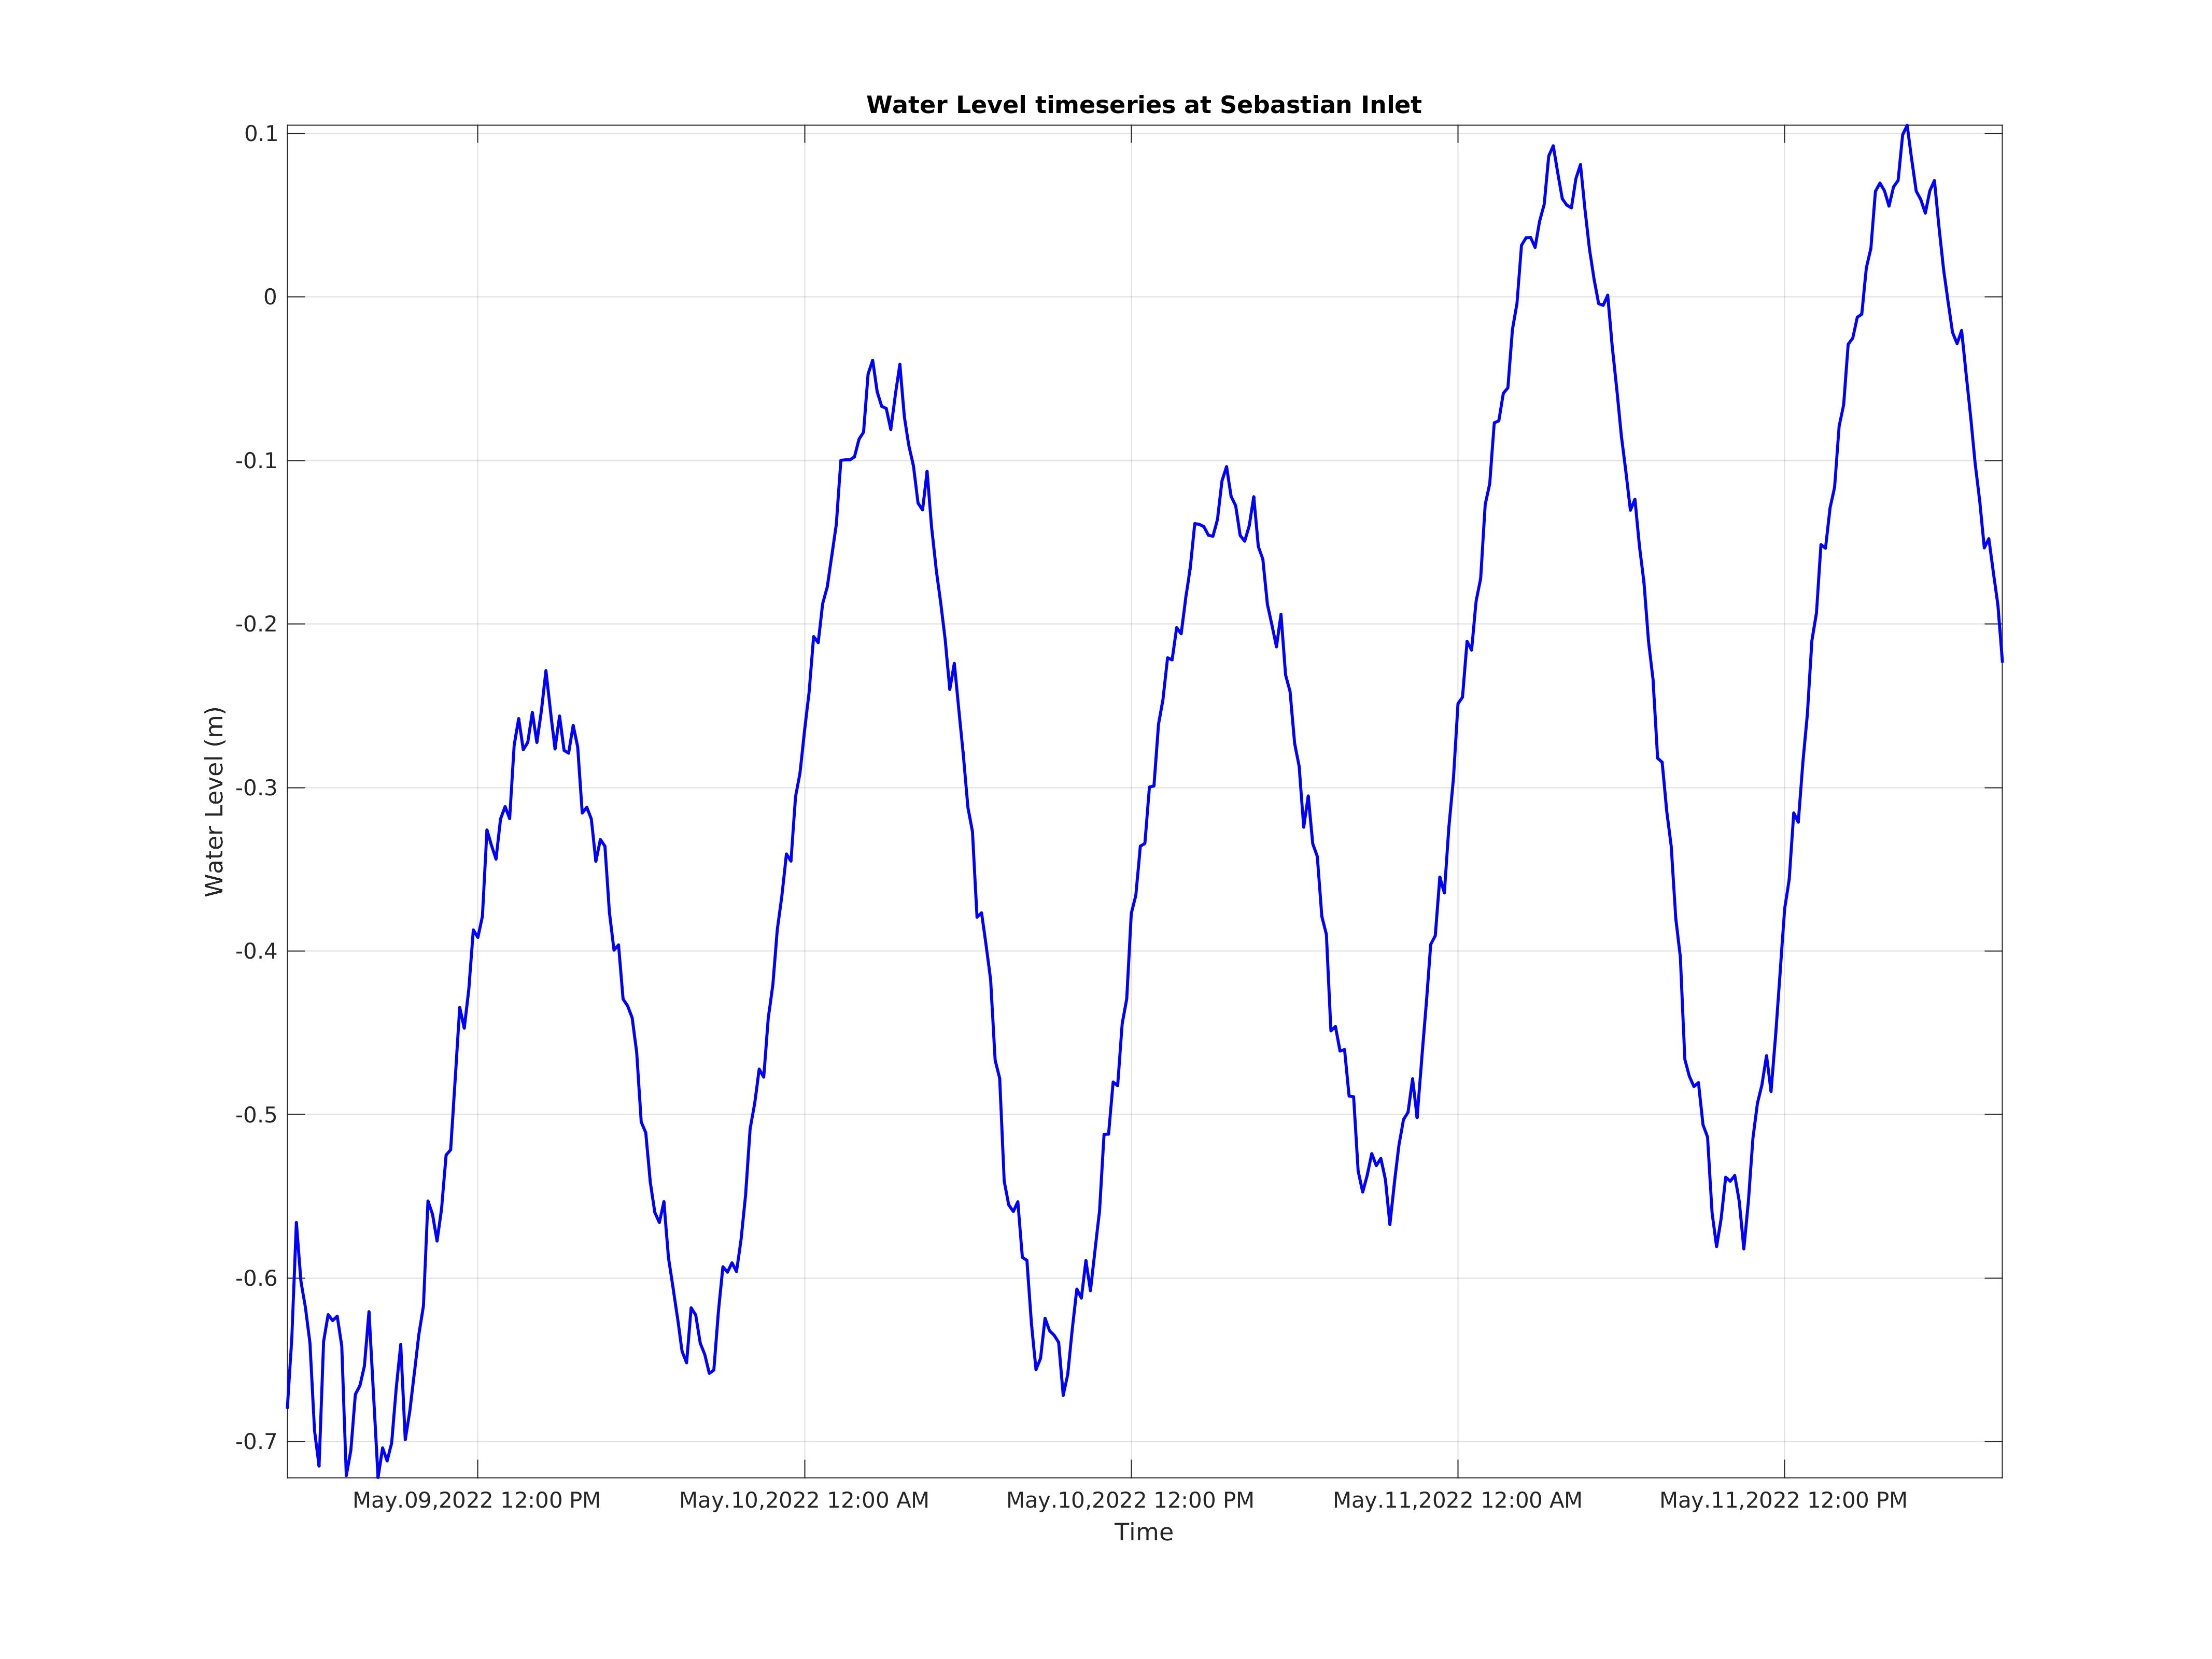 Water Level timeseries at Sebastian Inlet
0.1
0
-0.1
-0.2
-0.3
-0.4
-0.5
-0.6
-0.7
Water Level (m)
May.09,2022 12:00 PM
May.10,2022 12:00 AM
May.10,2022 12:00 PM
May.11,2022 12:00 AM
May.11,2022 12:00 PM
Time